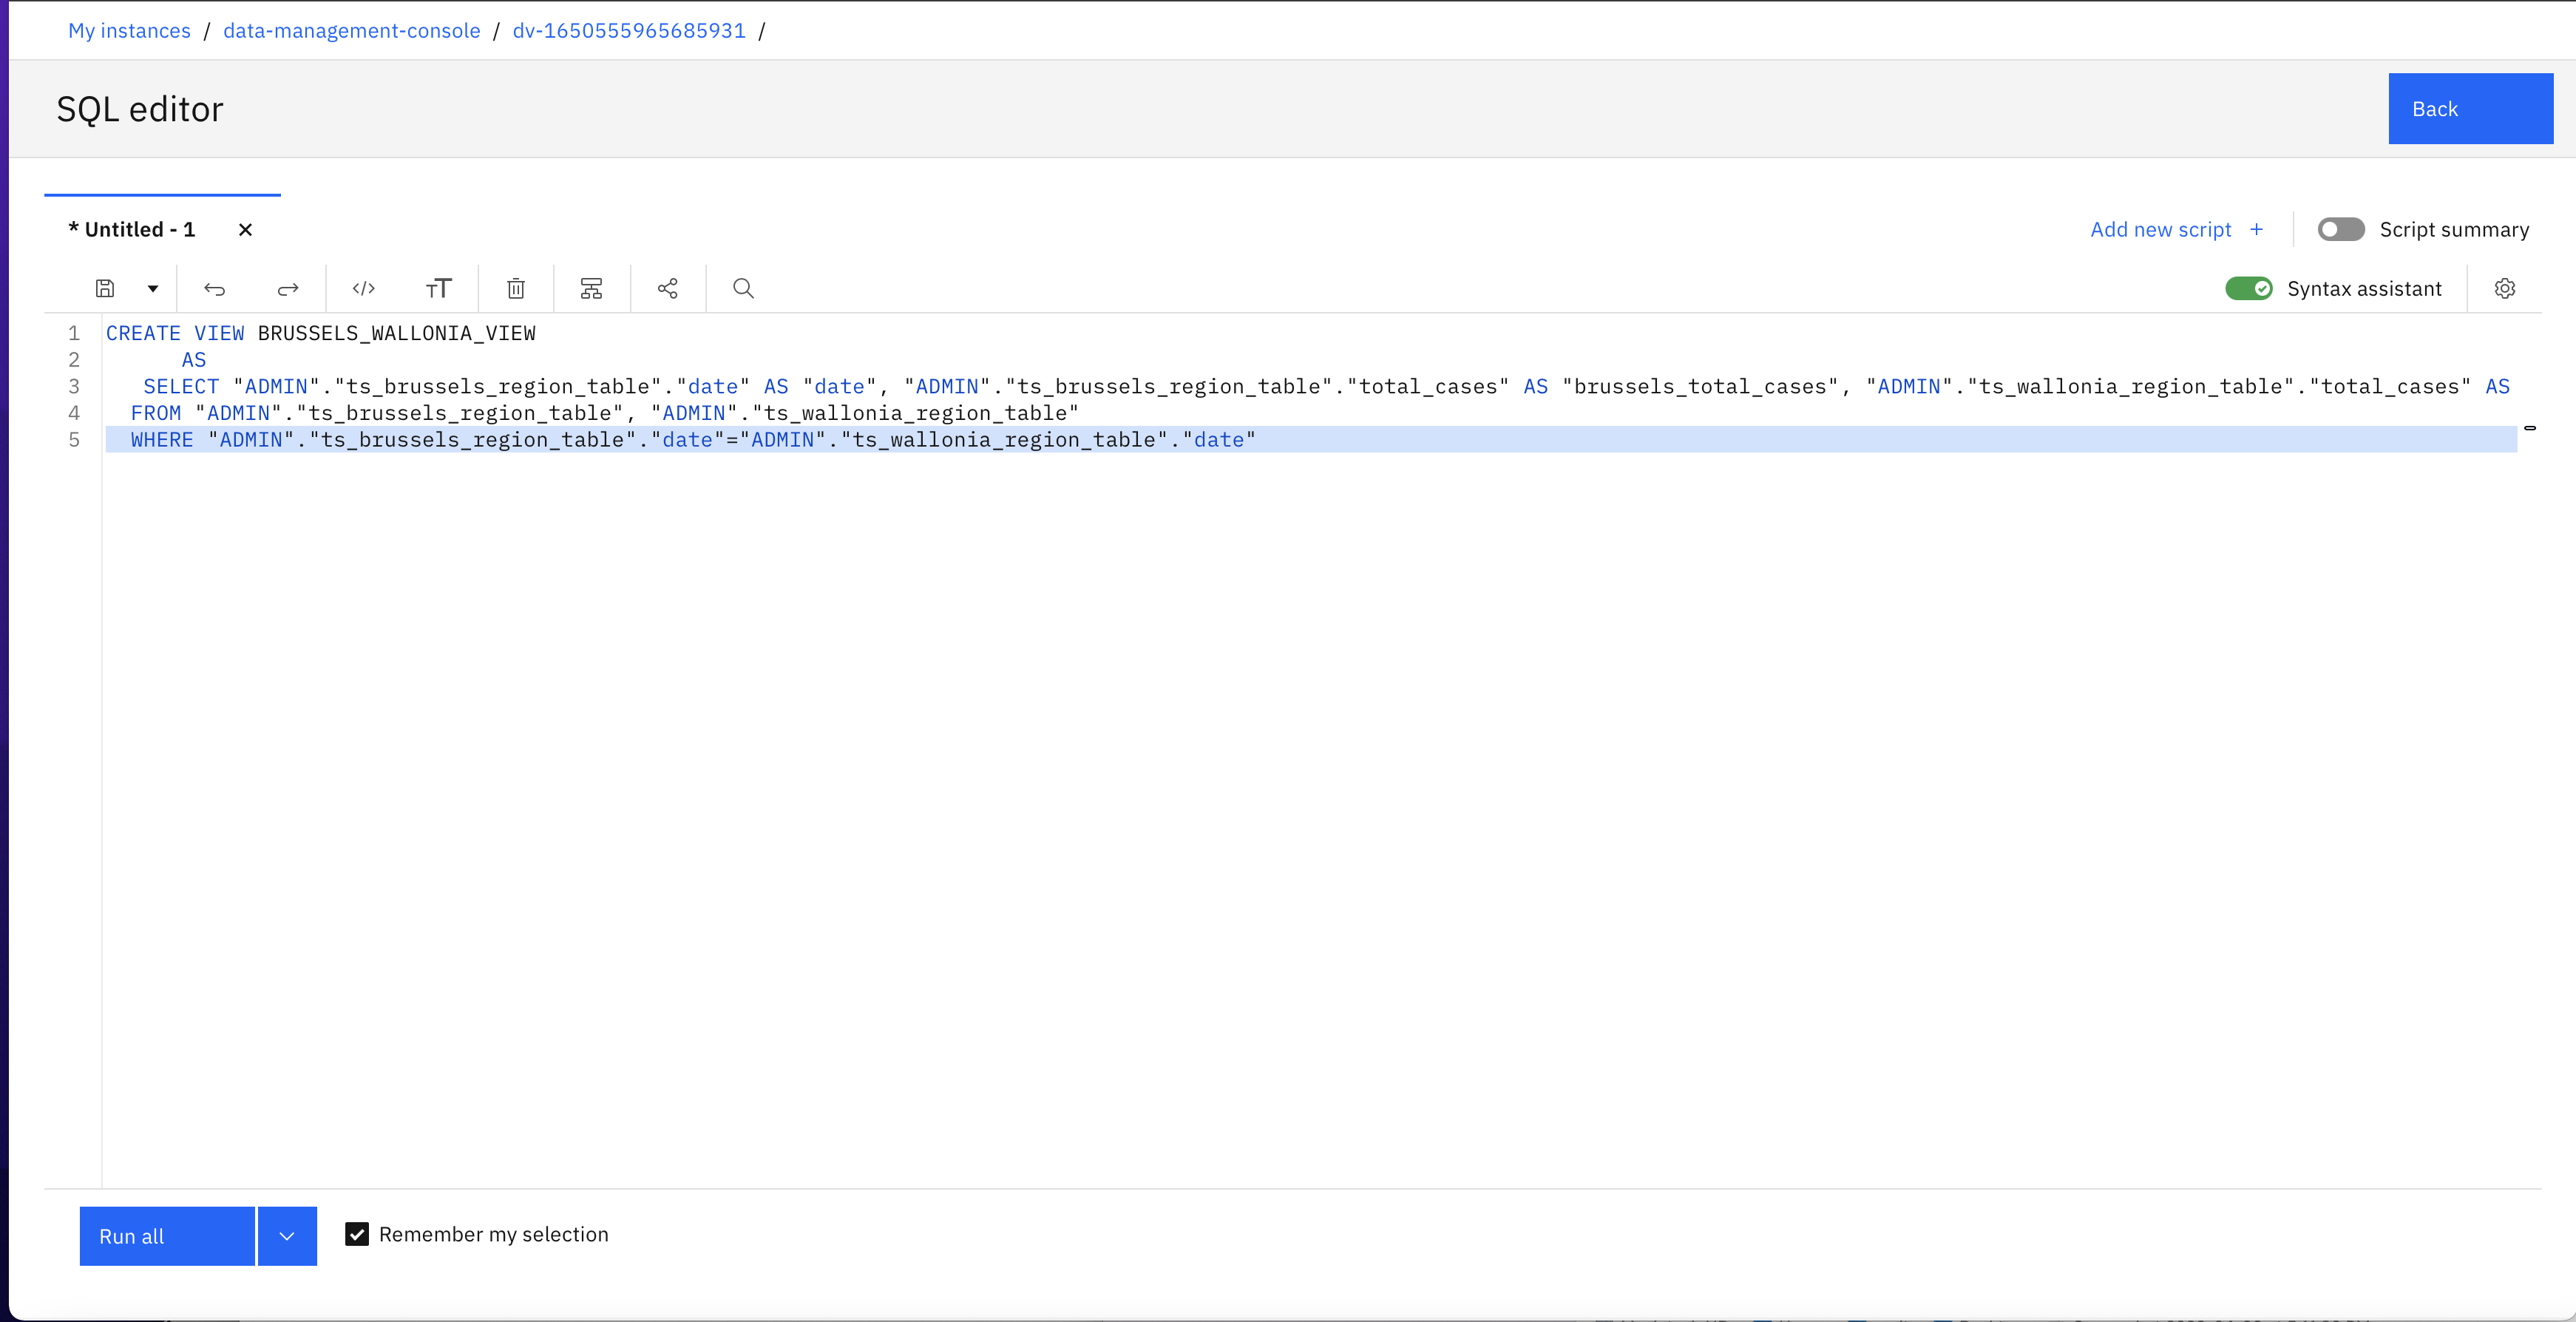 My instances / data-management-console / dv-1650555965685931 /
SQL editor
Back
* Untitled - 1
Add new script +
Script summary
Syntax assistant
1 CREATE VIEW BRUSSELS_WALLONIA_VIEW
2 AS
3 SELECT "ADMIN"."ts_brussels_region_table"."date" AS "date", "ADMIN"."ts_brussels_region_table"."total_cases" AS "brussels_total_cases", "ADMIN"."ts_wallonia_region_table"."total_cases" AS
4 FROM "ADMIN"."ts_brussels_region_table", "ADMIN"."ts_wallonia_region_table"
5 WHERE "ADMIN"."ts_brussels_region_table"."date"="ADMIN"."ts_wallonia_region_table"."date"
Run all
Remember my selection